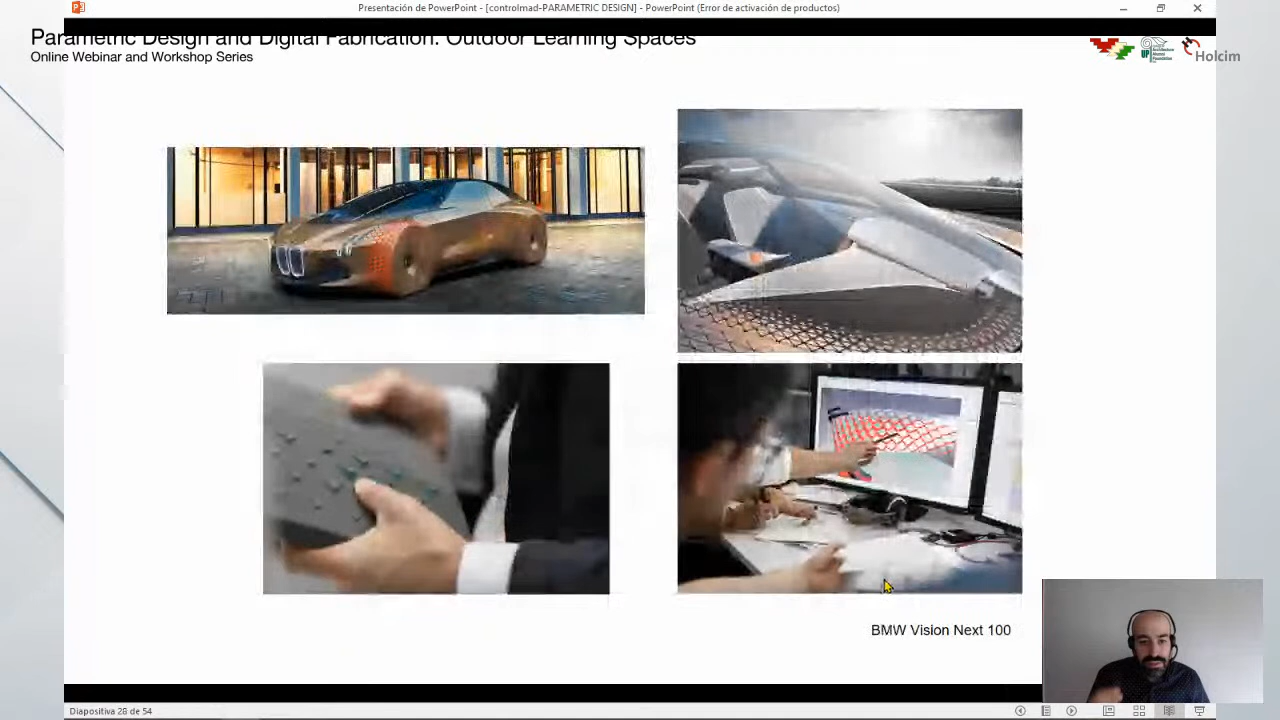 Presentación de PowerPoint - [controlmad-PARAMETRIC DESIGN] - PowerPoint (Error de activación de productos)
Parametric Design and Digital Fabrication: Outdoor Learning Spaces
Online Webinar and Workshop Series
UP
Holcim
BMW Vision Next 100
Diapositiva 28 de 54